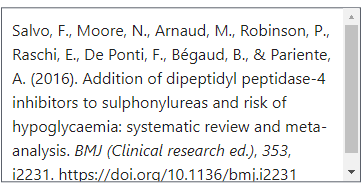 Salvo, F., Moore, N., Arnaud, M., Robinson, P.,
Raschi, E., De Ponti, F., Bégaud, B., & Pariente,
A. (2016). Addition of dipeptidyl peptidase-4
inhibitors to sulphonylureas and risk of
hypoglycaemia: systematic review and meta-
analysis. BMJ (Clinical research ed.), 353,
i2231. https://doi.org/10.1136/bmj.i2231